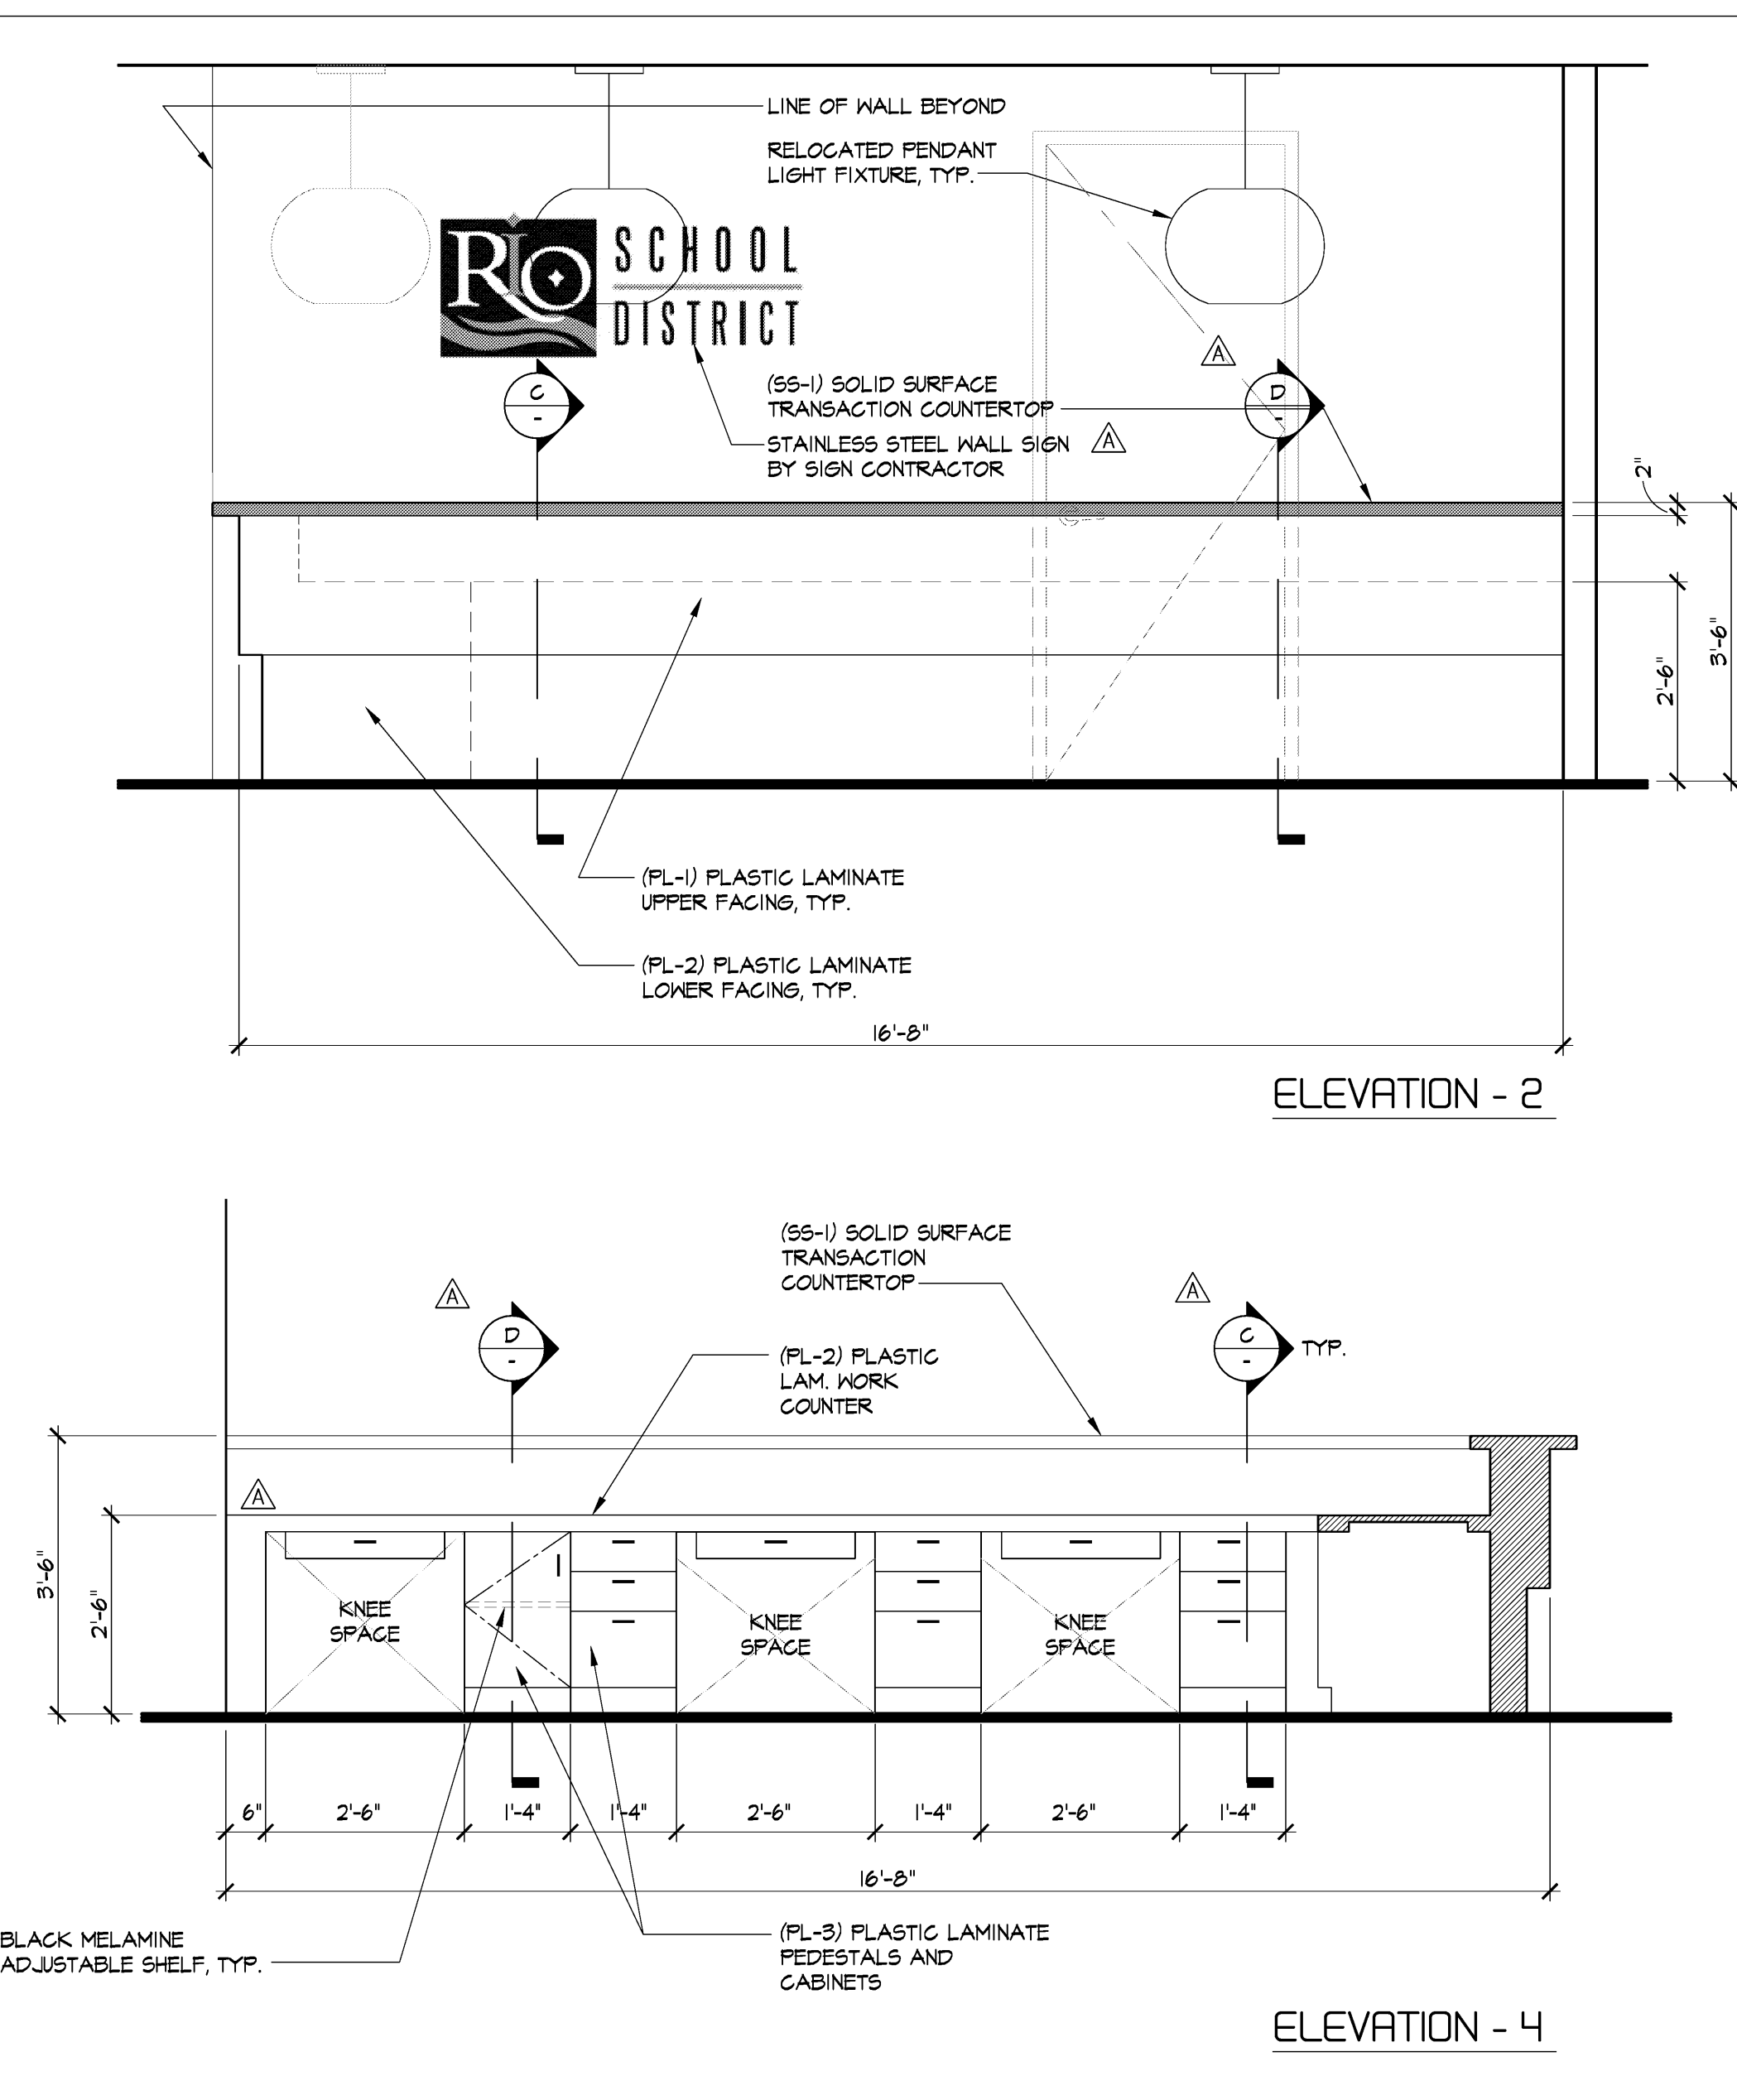 LINE OF WALL BEYOND
RELOCATED PENDANT
LIGHT FIXTURE, TYP.
RIO
SCHOOL
DISTRICT
A
C
-
D
-
(SS-1) SOLID SURFACE
TRANSACTION COUNTERTOP
STAINLESS STEEL WALL SIGN
BY SIGN CONTRACTOR
A
2"
2'-6"
3'-6"
(PL-1) PLASTIC LAMINATE
UPPER FACING, TYP.
(PL-2) PLASTIC LAMINATE
LOWER FACING, TYP.
16'-8"
ELEVATION - 2
(SS-1) SOLID SURFACE
TRANSACTION
COUNTERTOP
A
D
-
A
C
-
TYP.
(PL-2) PLASTIC
LAM. WORK
COUNTER
A
3'-6"
2'-6"
KNEE
SPACE
KNEE
SPACE
KNEE
SPACE
6"
2'-6"
1'-4"
1'-4"
2'-6"
1'-4"
2'-6"
1'-4"
16'-8"
BLACK MELAMINE
ADJUSTABLE SHELF, TYP.
(PL-3) PLASTIC LAMINATE
PEDESTALS AND
CABINETS
ELEVATION - 4